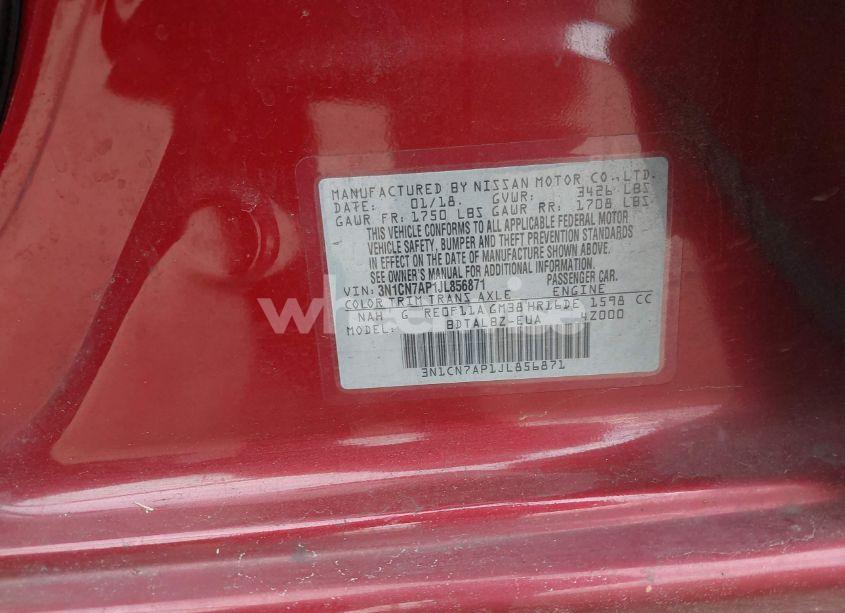 MANUFACTURED BY NISSAN MOTOR CO.,LTD.
DATE: 01/18. GVWR: 3426 LBS
GAWR FR: 1750 LBS GAWR RR: 1708 LBS
THIS VEHICLE CONFORMS TO ALL APPLICABLE FEDERAL MOTOR
VEHICLE SAFETY, BUMPER AND THEFT PREVENTION STANDARDS
IN EFFECT ON THE DATE OF MANUFACTURE SHOWN ABOVE.
SEE OWNER'S MANUAL FOR ADDITIONAL INFORMATION.
VIN: 3N1CN7AP1JL856871 PASSENGER CAR.
COLOR TRIM TRANS AXLE ENGINE
NAH G RE0F11A GM38 HR16DE 1598 CC
MODEL: BDTALBZ-EUA 4Z000
3N1CN7AP1JL856871